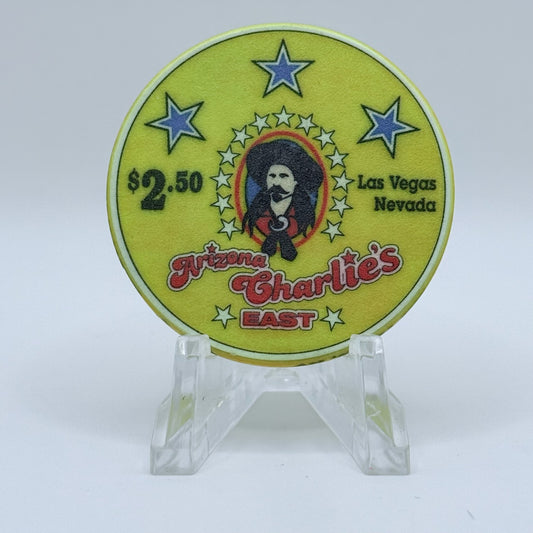 $2.50
Las Vegas
Nevada
Arizona
Charlie's
EAST